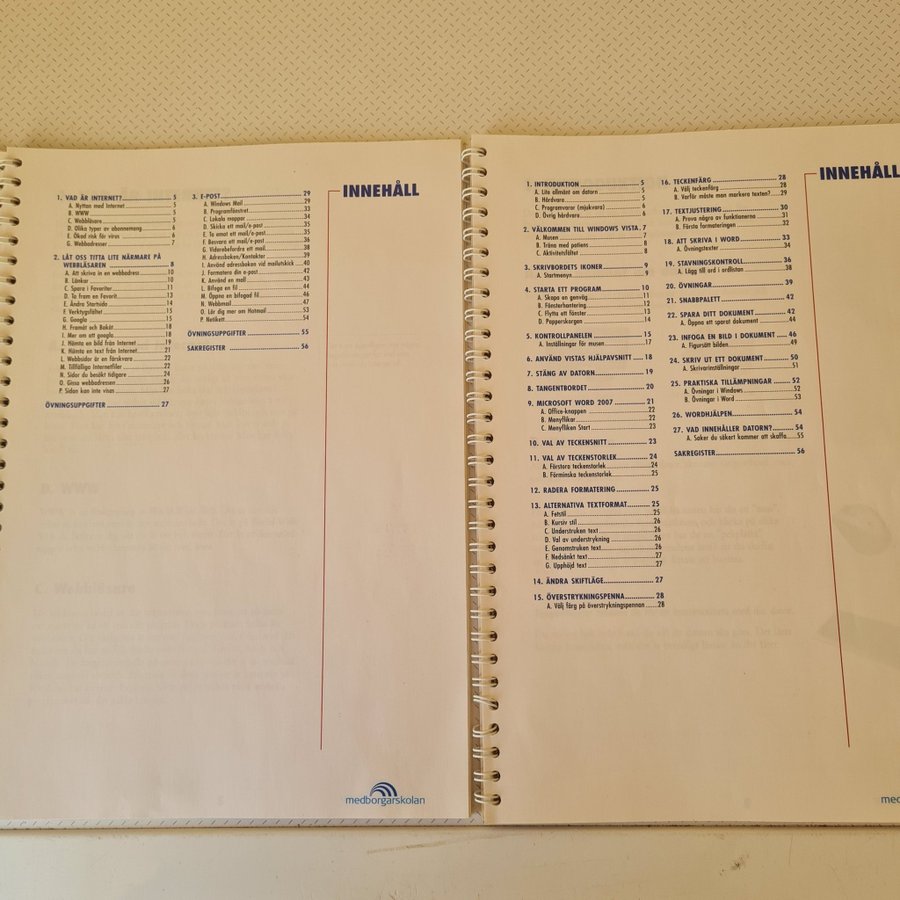 INNEHÅLL
1. VAD ÄR INTERNET? 5
A. Nyttan med Internet 5
B. WWW 5
C. Webbläsare 5
D. Olika typer av abonnemang 6
E. Ökad risk för virus 6
G. Webbadresser 7
2. LÅT OSS TITTA LITE NÄRMARE PÅ
WEBBLÄSAREN 8
A. Att skriva in en webbadress 10
B. Länkar 10
C. Spara i Favoriter 11
D. Ta fram en Favorit 13
E. Ändra Startsida 14
F. Verktygsfältet 15
G. Google 15
H. Framåt och Bakåt 18
I. Mer om att googla 18
J. Hämta en bild från Internet 19
K. Hämta en text från Internet 21
L. Webbsidor är en färskvara 22
M. Tillfälliga Internetfiler 22
N. Sidor du besökt tidigare 24
O. Gissa webbadressen 26
P. Sidan kan inte visas 27
ÖVNINGSUPPGIFTER 27
3. E-POST 29
A. Windows Mail 29
B. Programfönstret 33
C. Lokala mappar 34
D. Skicka ett mail/e-post 35
E. Ta emot ett mail/e-post 35
F. Besvara ett mail/e-post 36
G. Vidarebefordra ett mail 38
H. Adressboken/Kontakter 39
I. Använd adressboken vid mailutskick 40
J. Formatera din e-post 42
K. Använd en mall 43
L. Bifoga en fil 44
M. Öppna en bifogad fil 46
N. Webbmail 47
O. Lär dig mer om Hotmail 53
P. Netikett 54
ÖVNINGSUPPGIFTER 55
SAKREGISTER 56
medborgarskolan
INNEHÅLL
1. INTRODUKTION 5
A. Lite allmänt om datorn 5
B. Hårdvara 5
C. Programvaror (mjukvara) 6
D. Övrig hårdvara 6
2. VÄLKOMMEN TILL WINDOWS VISTA. 7
A. Musen 7
B. Träna med patiens 8
C. Aktivitetsfältet 8
3. SKRIVBORDETS IKONER 9
A. Startmenyn 9
4. STARTA ETT PROGRAM 10
A. Skapa en genväg 11
B. Fönsterhantering 12
C. Flytta ett fönster 13
D. Papperskorgen 14
5. KONTROLLPANELEN 15
A. Inställningar för musen 17
6. ANVÄND VISTAS HJÄLPAVSNITT 18
7. STÄNG AV DATORN 19
8. TANGENTBORDET 20
9. MICROSOFT WORD 2007 21
A. Office-knappen 22
B. Menyflikar 22
C. Menyfliken Start 23
10. VAL AV TECKENSNITT 23
11. VAL AV TECKENSTORLEK 24
A. Förstora teckenstorlek 24
B. Förminska teckenstorlek 25
12. RADERA FORMATERING 25
13. ALTERNATIVA TEXTFORMAT 25
A. Fetstil 25
B. Kursiv stil 26
C. Understruken text 26
D. Val av understrykning 26
E. Genomstruken text 26
F. Nedsänkt text 27
G. Upphöjd text 27
14. ÄNDRA SKIFTLÄGE 27
15. ÖVERSTRYKNINGSPENNA 28
A. Välj färg på överstrykningspennan 28
16. TECKENFÄRG 28
A. Välj teckenfärg 28
B. Varför måste man markera texten? 29
17. TEXTJUSTERING 30
A. Prova några av funktionerna 31
B. Första formateringen 32
18. ATT SKRIVA I WORD 33
A. Övningstexter 34
19. STAVNINGSKONTROLL 36
A. Lägg till ord i ordlistan 38
20. ÖVNINGAR 39
21. SNABBPALETT 42
22. SPARA DITT DOKUMENT 42
A. Öppna ett sparat dokument 44
23. INFOGA EN BILD I DOKUMENT 46
A. Figursätt bilden 49
24. SKRIV UT ETT DOKUMENT 50
A. Skrivarinställningar 51
25. PRAKTISKA TILLÄMPNINGAR 52
A. Övningar i Windows 52
B. Övningar i Word 53
26. WORDHJÄLPEN 54
27. VAD INNEHÅLLER DATORN? 54
A. Saker du säkert kommer att skaffa 55
SAKREGISTER 56
med